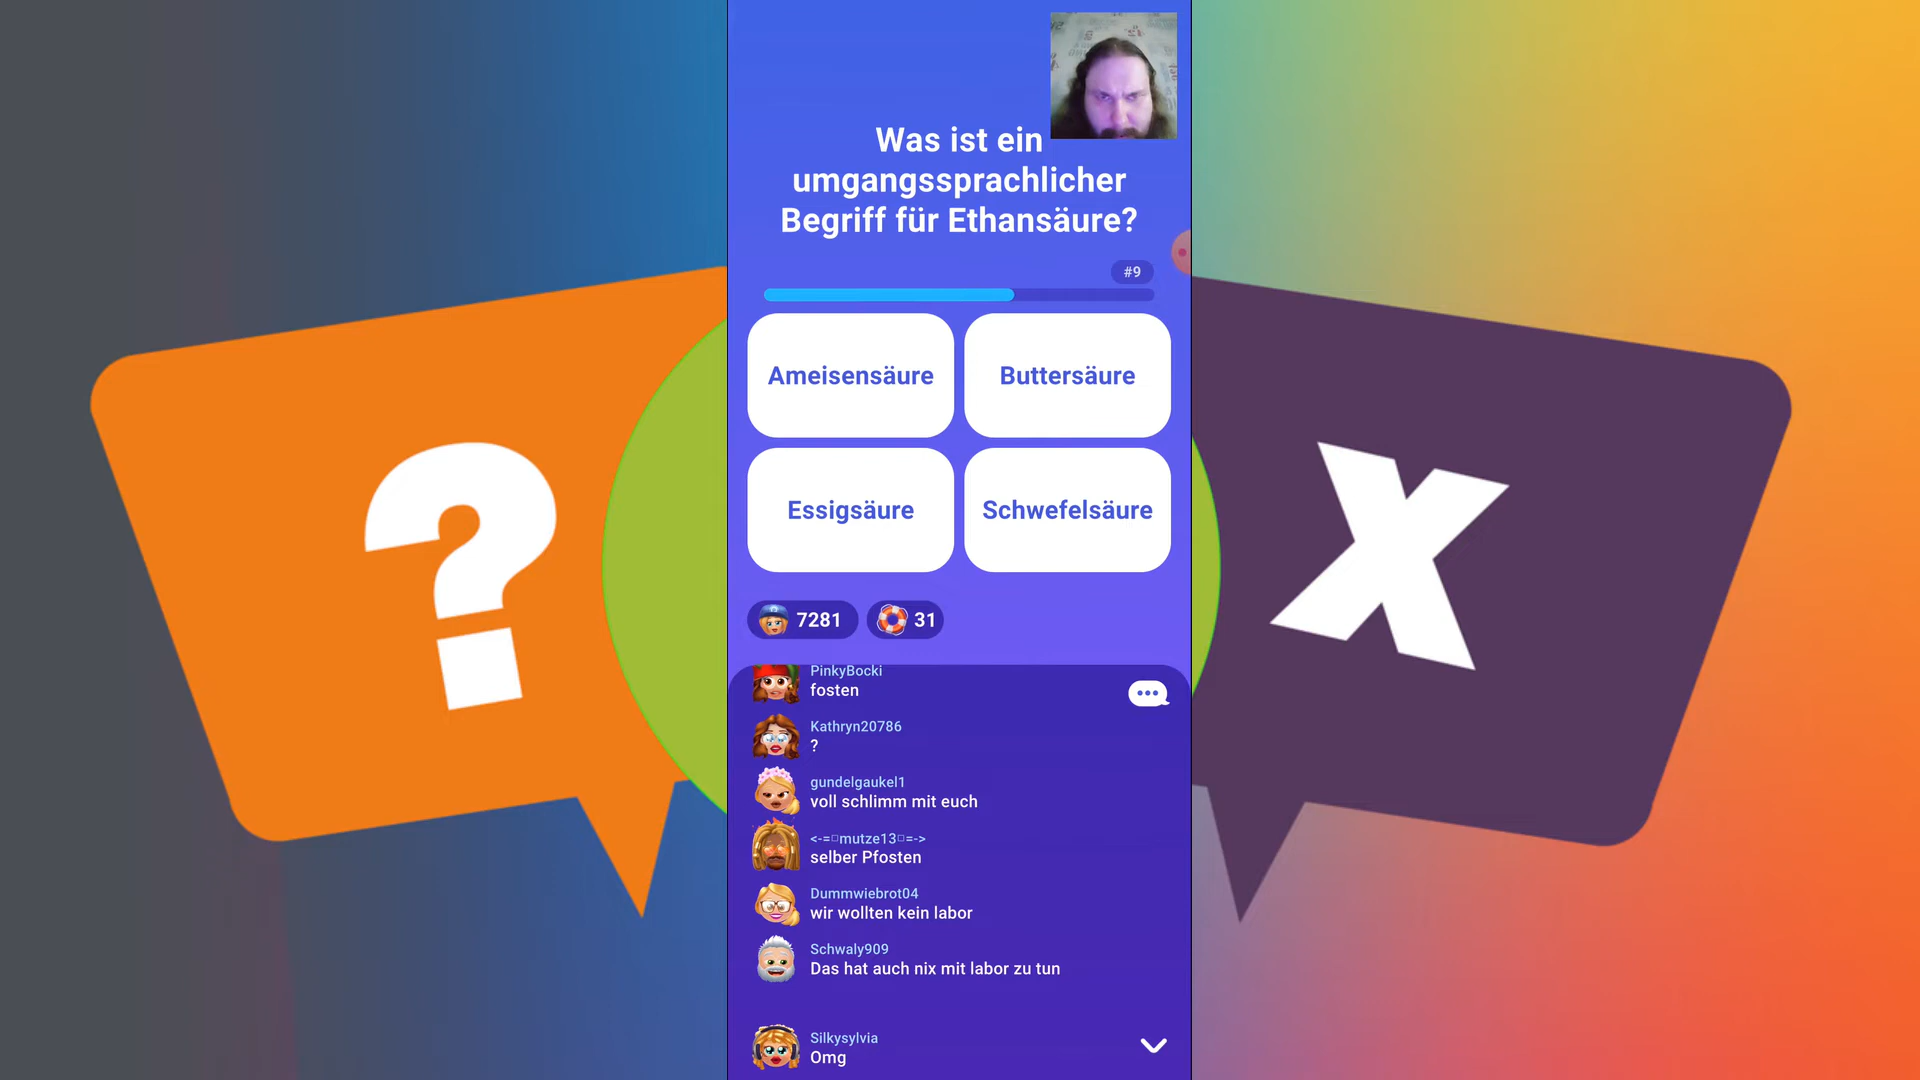 Was ist ein
umgangssprachlicher
Begriff für Ethansäure?
#9
Ameisensäure
Buttersäure
Essigsäure
Schwefelsäure
7281
31
PinkyBocki
fosten
Kathryn20786
?
gundelgaukel1
voll schlimm mit euch
<-=□mutze13□=->
selber Pfosten
Dummwiebrot04
wir wollten kein labor
Schwaly909
Das hat auch nix mit labor zu tun
Silkysylvia
Omg
?
X